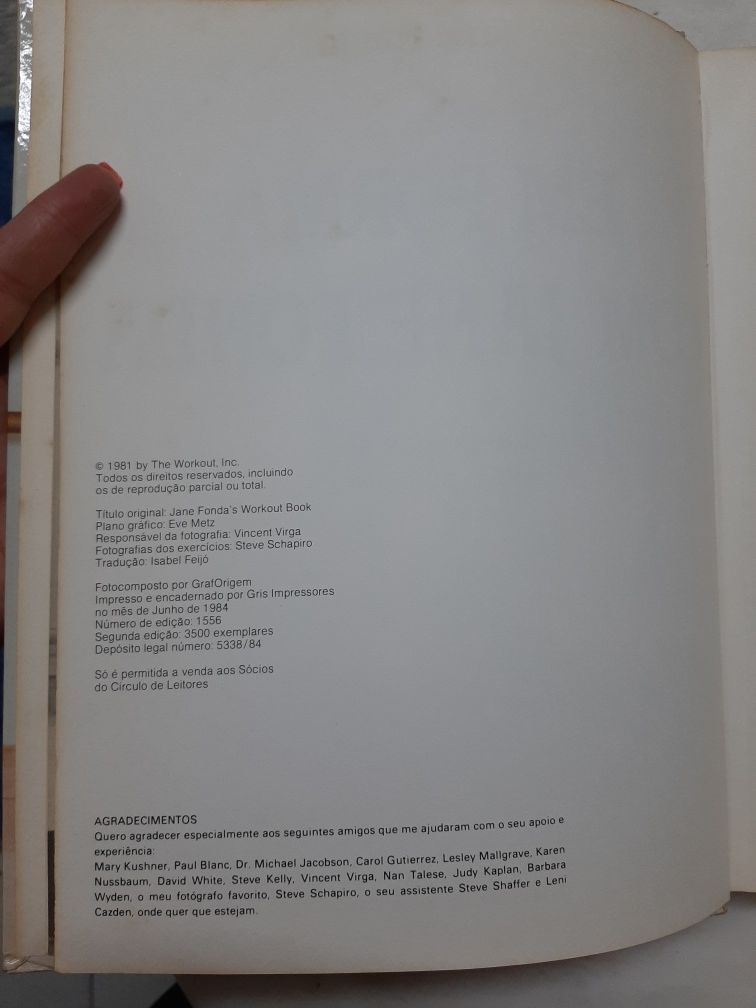 © 1981 by The Workout, Inc.
Todos os direitos reservados, incluindo
os de reprodução parcial ou total.
Título original: Jane Fonda's Workout Book
Plano gráfico: Eve Metz
Responsável da fotografia: Vincent Virga
Fotografias dos exercícios: Steve Schapiro
Tradução: Isabel Feijó
Fotocomposto por GrafOrigem
Impresso e encadernado por Gris Impressores
no mês de Junho de 1984
Número de edição: 1556
Segunda edição: 3500 exemplares
Depósito legal número: 5338/84
Só é permitida a venda aos Sócios
do Círculo de Leitores
AGRADECIMENTOS
Quero agradecer especialmente aos seguintes amigos que me ajudaram com o seu apoio e
experiência:
Mary Kushner, Paul Blanc, Dr. Michael Jacobson, Carol Gutierrez, Lesley Mallgrave, Karen
Nussbaum, David White, Steve Kelly, Vincent Virga, Nan Talese, Judy Kaplan, Barbara
Wyden, o meu fotógrafo favorito, Steve Schapiro, o seu assistente Steve Shaffer e Leni
Cazden, onde quer que estejam.